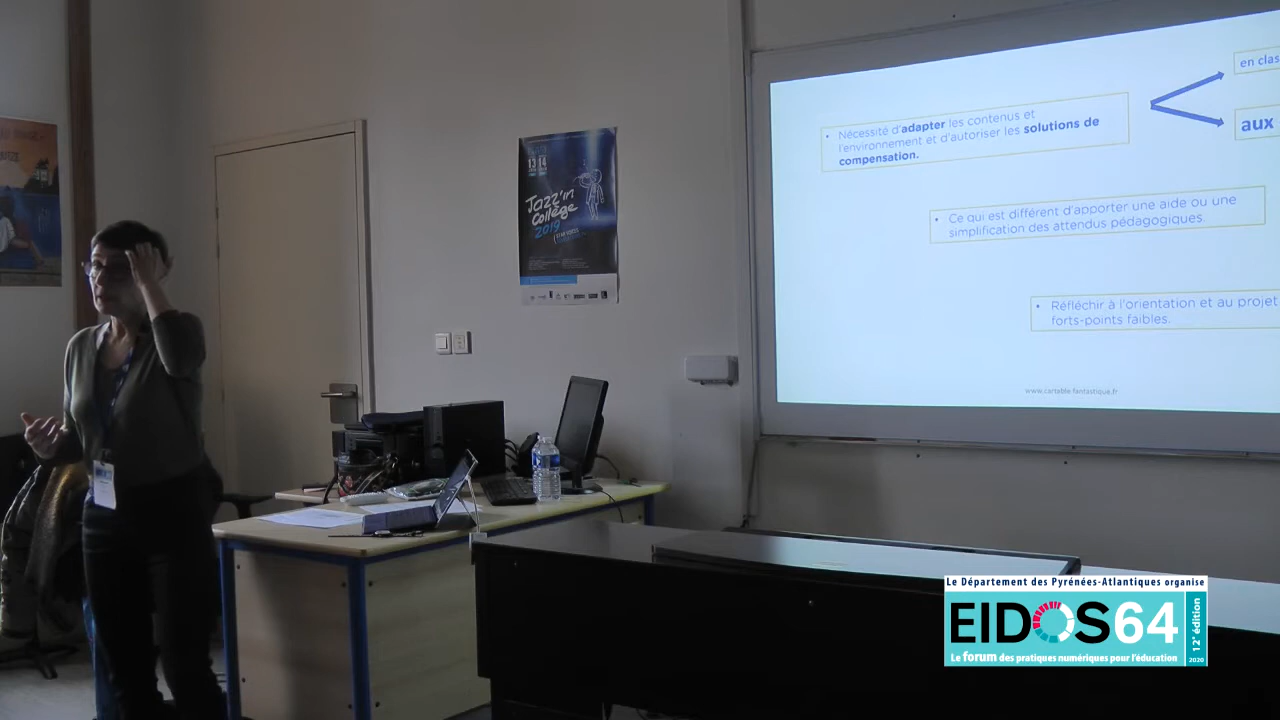 en clas
• Nécessité d'adapter les contenus et
l'environnement et d'autoriser les solutions de
compensation.
aux
• Ce qui est différent d'apporter une aide ou une
simplification des attendus pédagogiques.
• Réfléchir à l'orientation et au projet
forts-points faibles.
www.cartable.fantastique.fr
13 14
Jazz'in
collège
2019
Le Département des Pyrénées-Atlantiques organise
EIDOS64
Le forum des pratiques numériques pour l'éducation
12e édition
2020